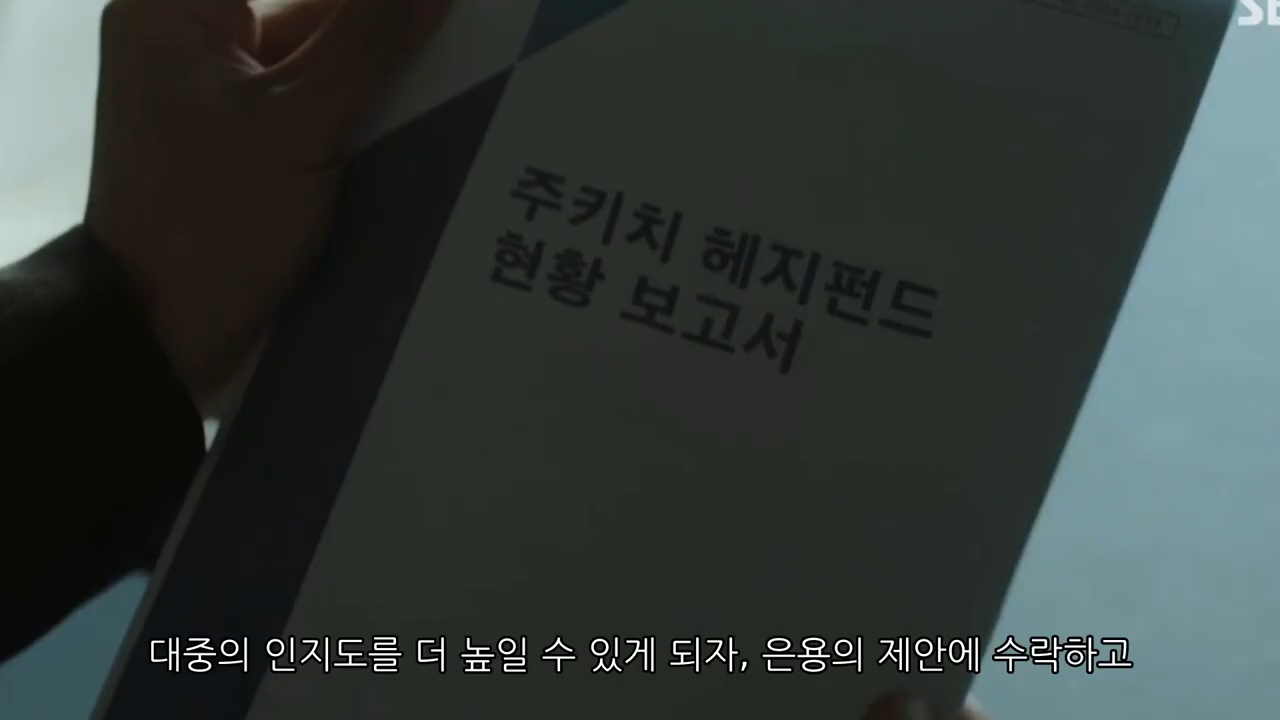 주키치 헤지펀드
현황 보고서
대중의 인지도를 더 높일 수 있게 되자, 은용의 제안에 수락하고